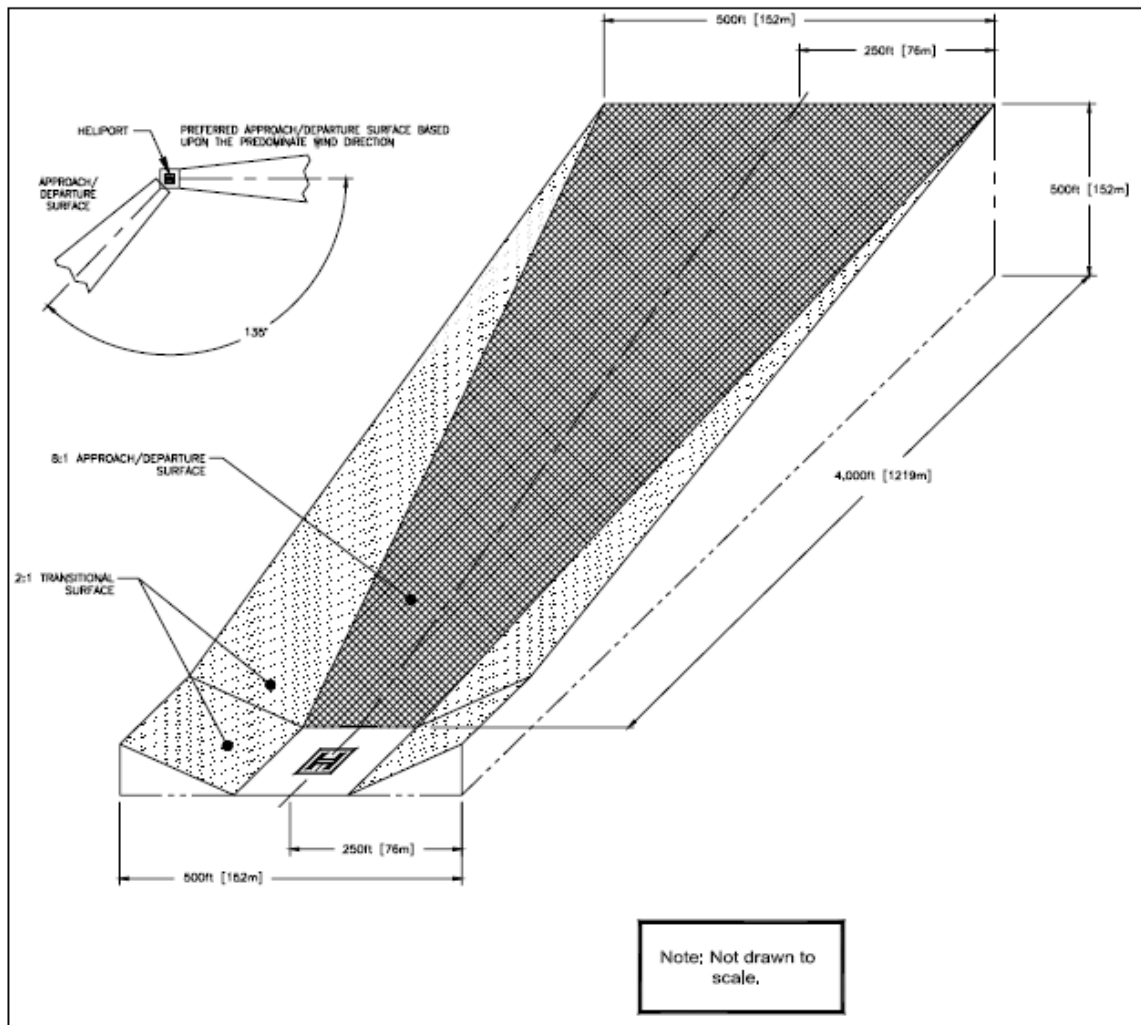 500ft [152m]
250ft [76m]
HELIPORT
PREFERRED APPROACH/DEPARTURE SURFACE BASED
UPON THE PREDOMINATE WIND DIRECTION
APPROACH/
DEPARTURE
SURFACE
500ft [152m]
135°
8:1 APPROACH/DEPARTURE
SURFACE
4,000ft [1219m]
2:1 TRANSITIONAL
SURFACE
H
250ft [76m]
500ft [152m]
Note: Not drawn to
scale.